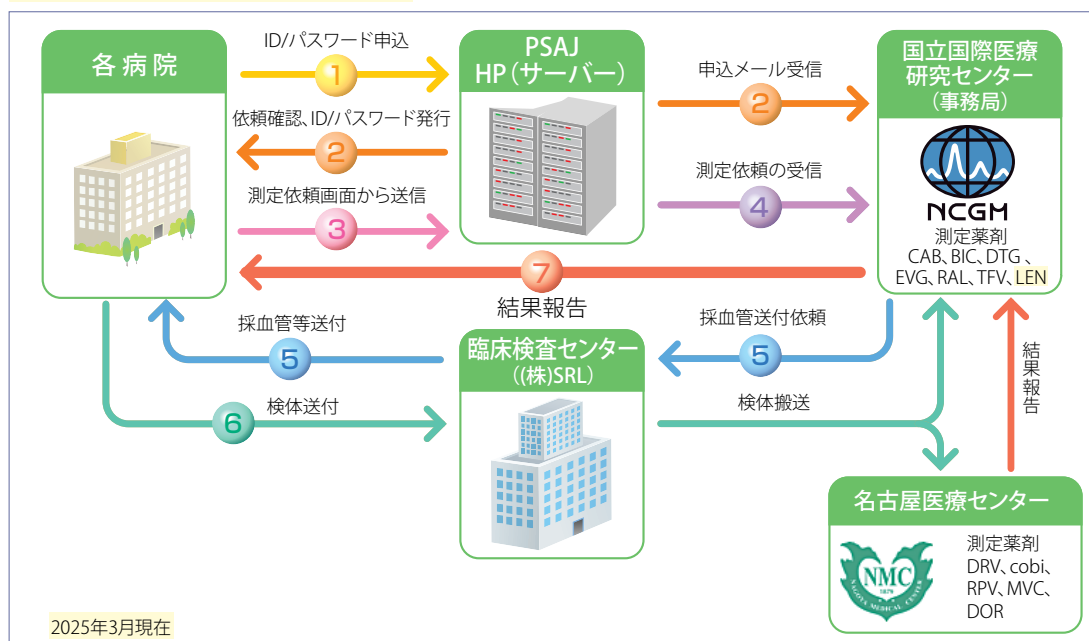 各病院
ID/パスワード申込
1
PSAJ
HP（サーバー）
申込メール受信
2
国立国際医療
研究センター
（事務局）
依頼確認、ID/パスワード発行
2
測定依頼画面から送信
3
測定依頼の受信
4
NCGM
測定薬剤
CAB、BIC、DTG、
EVG、RAL、TFV、LEN
7
結果報告
採血管等送付
5
臨床検査センター
（(株)SRL）
採血管送付依頼
5
検体送付
6
検体搬送
結果報告
名古屋医療センター
NMC
1879
NAGOYA MEDICAL CENTER
測定薬剤
DRV、cobi、
RPV、MVC、
DOR
2025年3月現在